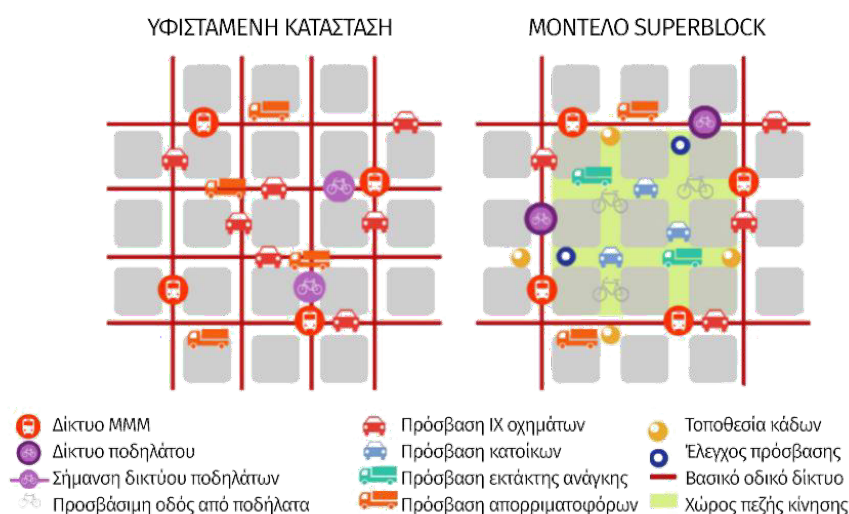 ΥΦΙΣΤΑΜΕΝΗ ΚΑΤΑΣΤΑΣΗ
ΜΟΝΤΕΛΟ SUPERBLOCK
Δίκτυο ΜΜΜ
Δίκτυο ποδηλάτου
Σήμανση δικτύου ποδηλάτων
Προσβάσιμη οδός από ποδήλατα
Πρόσβαση ΙΧ οχημάτων
Πρόσβαση κατοίκων
Πρόσβαση εκτάκτης ανάγκης
Πρόσβαση απορριματοφόρων
Τοποθεσία κάδων
Έλεγχος πρόσβασης
Βασικό οδικό δίκτυο
Χώρος πεζής κίνησης